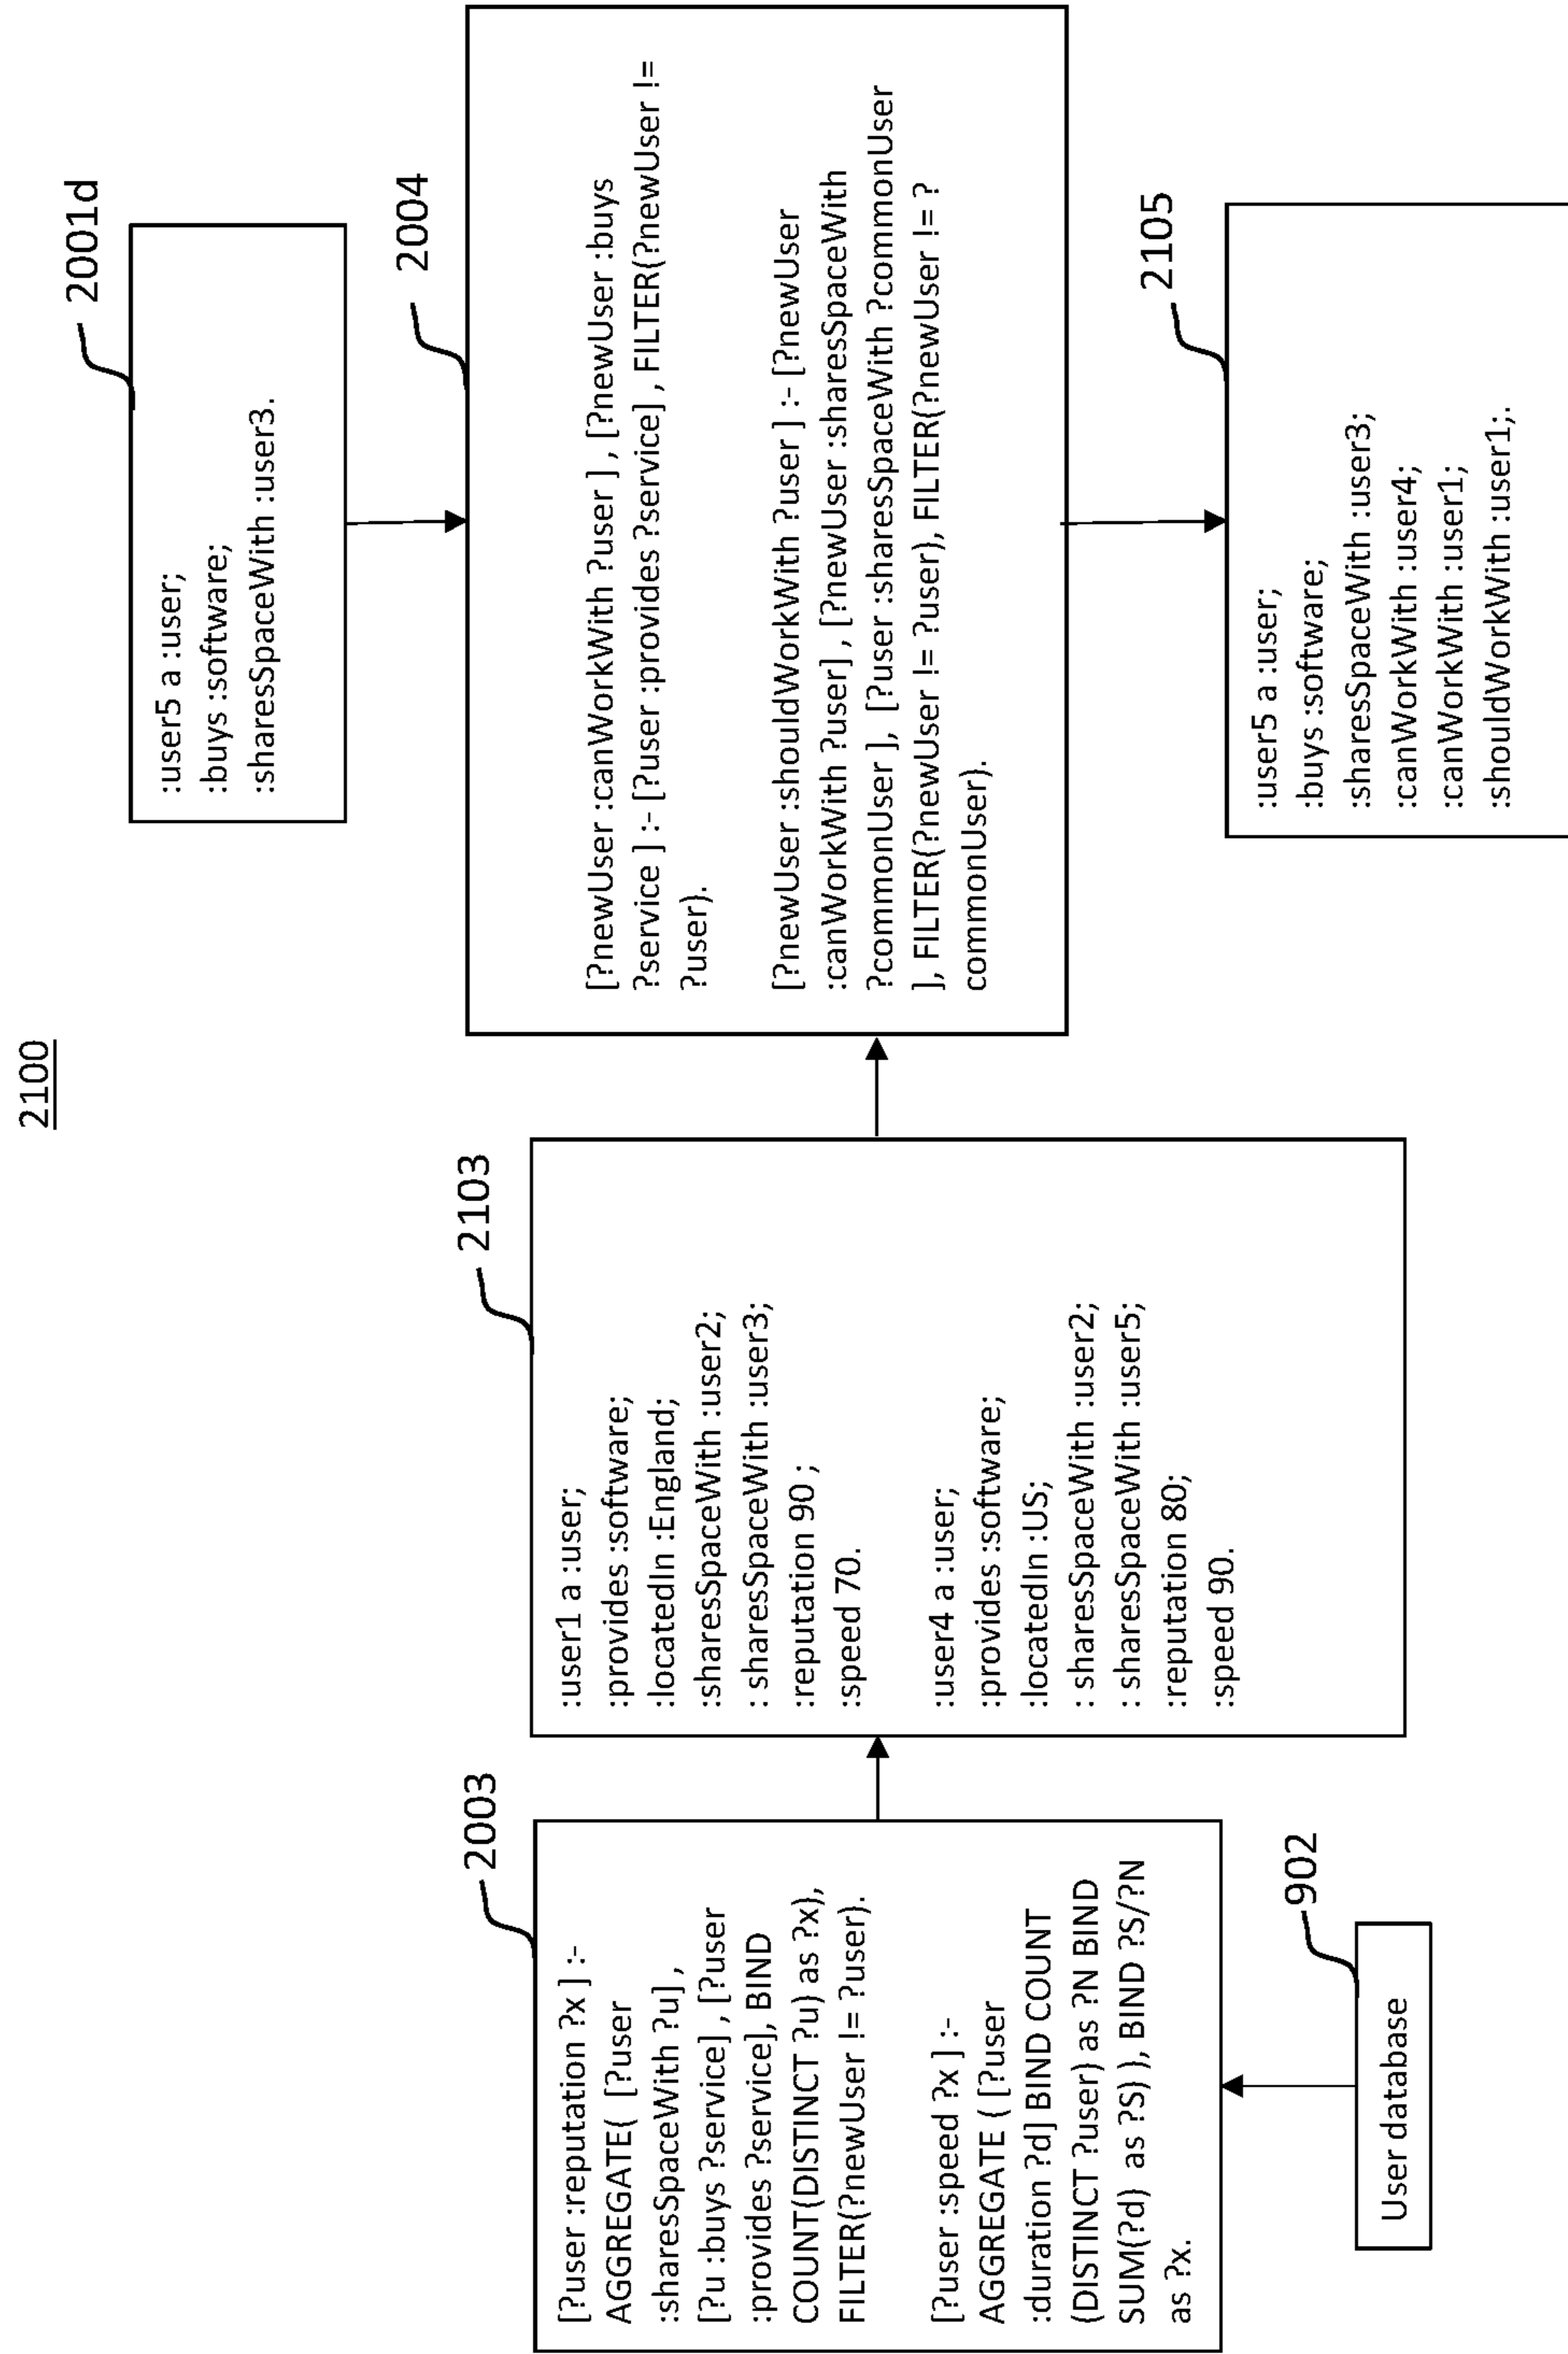 2100
2003
[?user :reputation ?x ] :-
AGGREGATE( [?user
:sharesSpaceWith ?u] ,
[?u :buys ?service] , [?user
:provides ?service], BIND
COUNT(DISTINCT ?u) as ?x),
FILTER(?newUser != ?user).
[?user :speed ?x ] :-
AGGREGATE ( [?user
:duration ?d] BIND COUNT
(DISTINCT ?user) as ?N BIND
SUM(?d) as ?S) ), BIND ?S/?N
as ?x.
902
User database
2103
:user1 a :user;
:provides :software;
:locatedIn :England;
:sharesSpaceWith :user2;
: sharesSpaceWith :user3;
:reputation 90 ;
:speed 70.
:user4 a :user;
:provides :software;
:locatedIn :US;
: sharesSpaceWith :user2;
: sharesSpaceWith :user5;
:reputation 80;
:speed 90.
2001d
:user5 a :user;
:buys :software;
:sharesSpaceWith :user3.
2004
[?newUser :canWorkWith ?user ] , [?newUser :buys
?service ] :- [?user :provides ?service] , FILTER(?newUser !=
?user).
[?newUser :shouldWorkWith ?user ] :- [?newUser
:canWorkWith ?user] , [?newUser :sharesSpaceWith
?commonUser ], [?user :sharesSpaceWith ?commonUser
], FILTER(?newUser != ?user), FILTER(?newUser != ?
commonUser).
2105
:user5 a :user;
:buys :software;
:sharesSpaceWith :user3;
:canWorkWith :user4;
:canWorkWith :user1;
:shouldWorkWith :user1;.